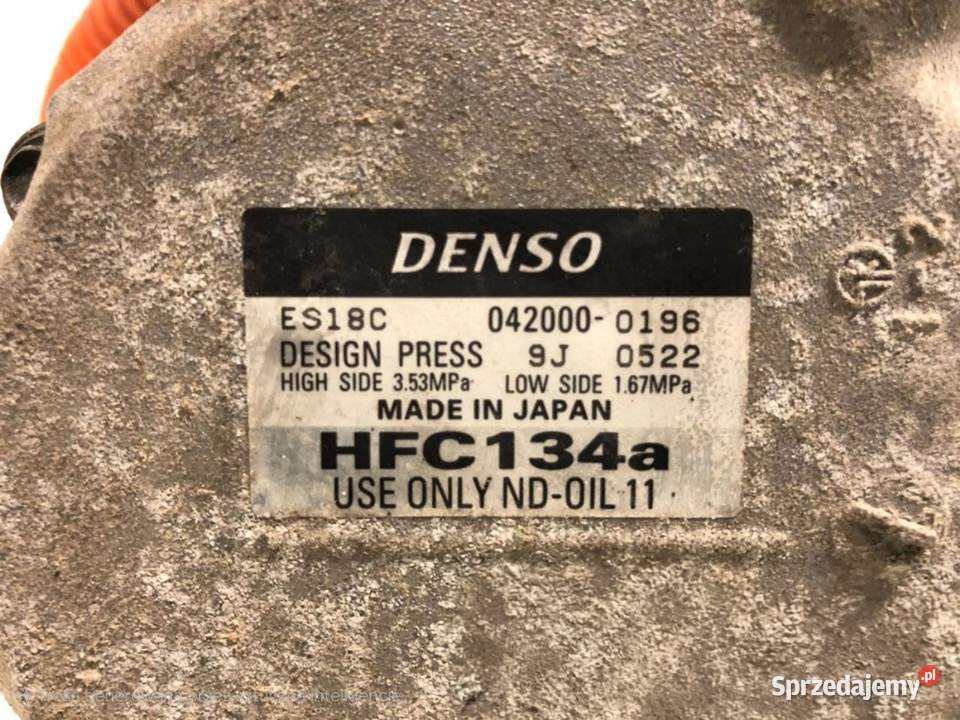 DENSO
ES18C 042000-0196
DESIGN PRESS 9J 0522
HIGH SIDE 3.53MPa LOW SIDE 1.67MPa
MADE IN JAPAN
HFC134a
USE ONLY ND-OIL 11
Sprzedajemy.pl